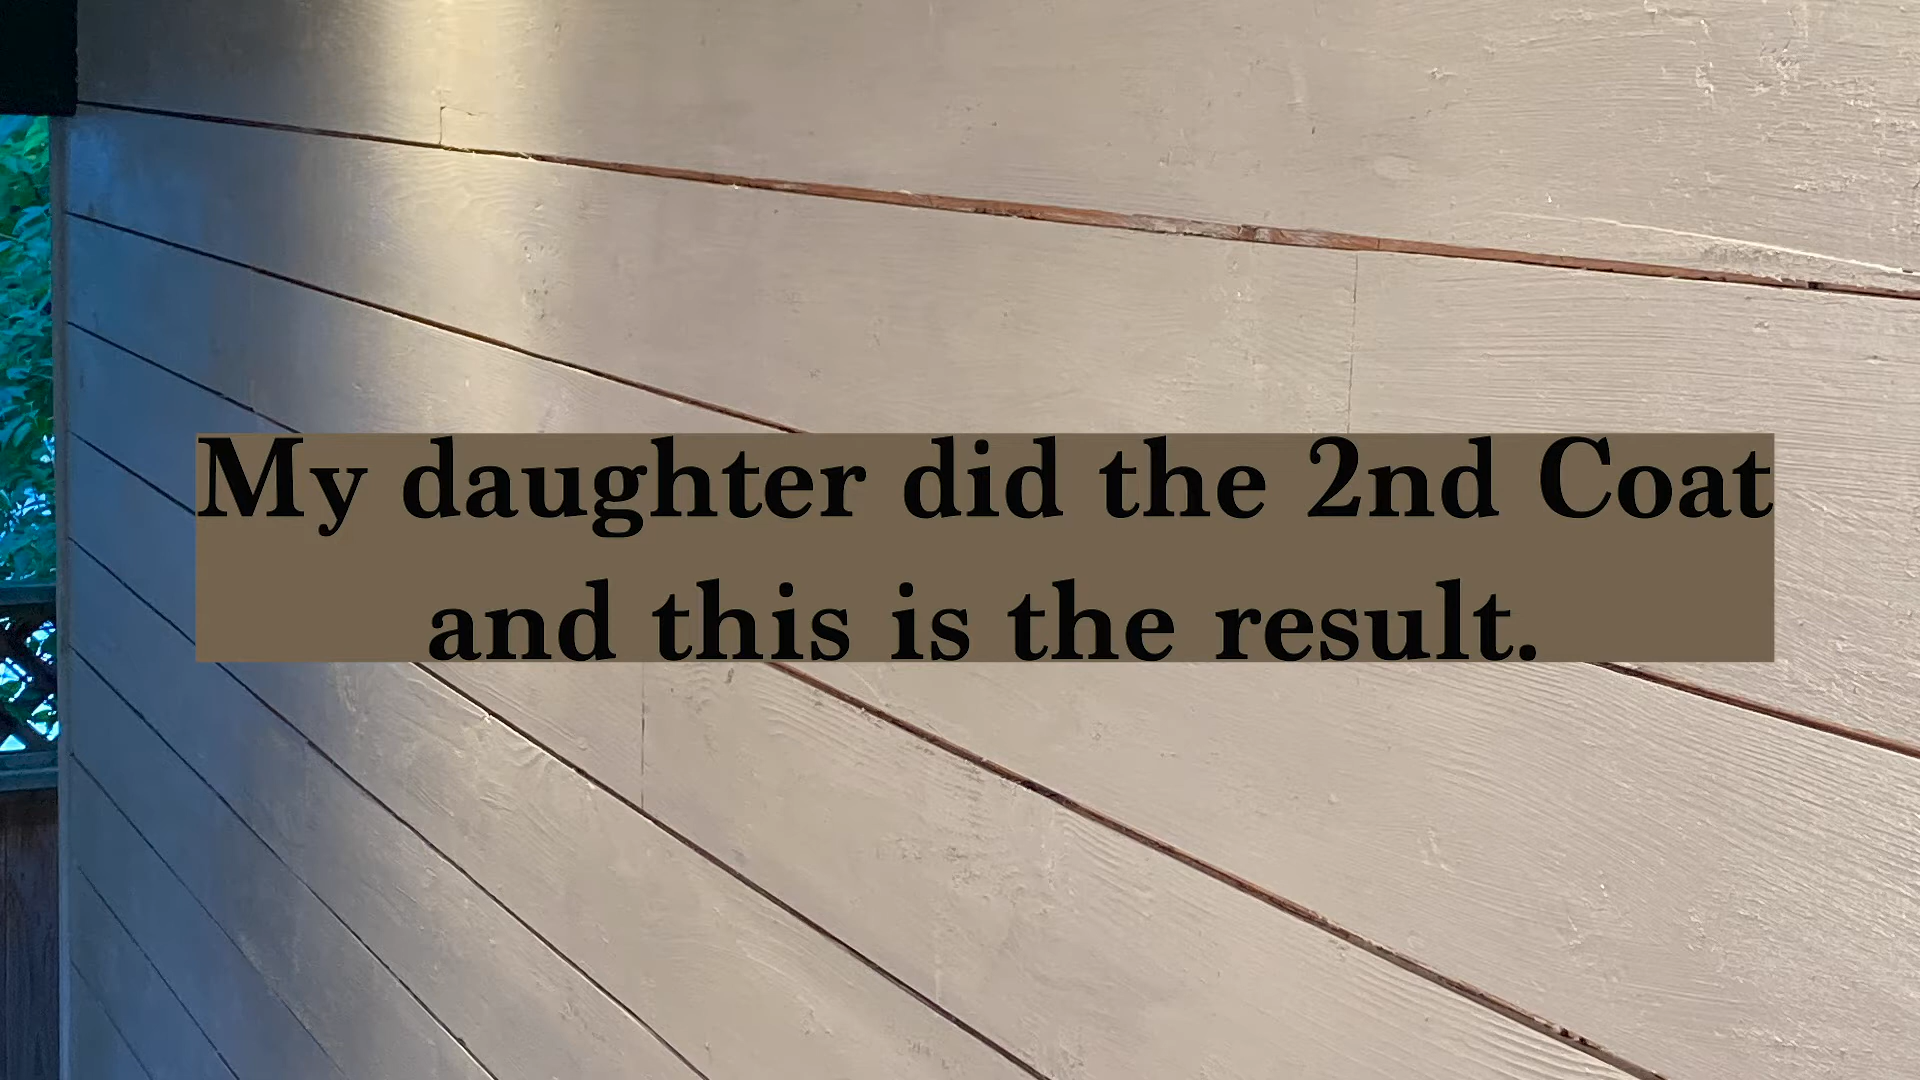 My daughter did the 2nd Coat
and this is the result.